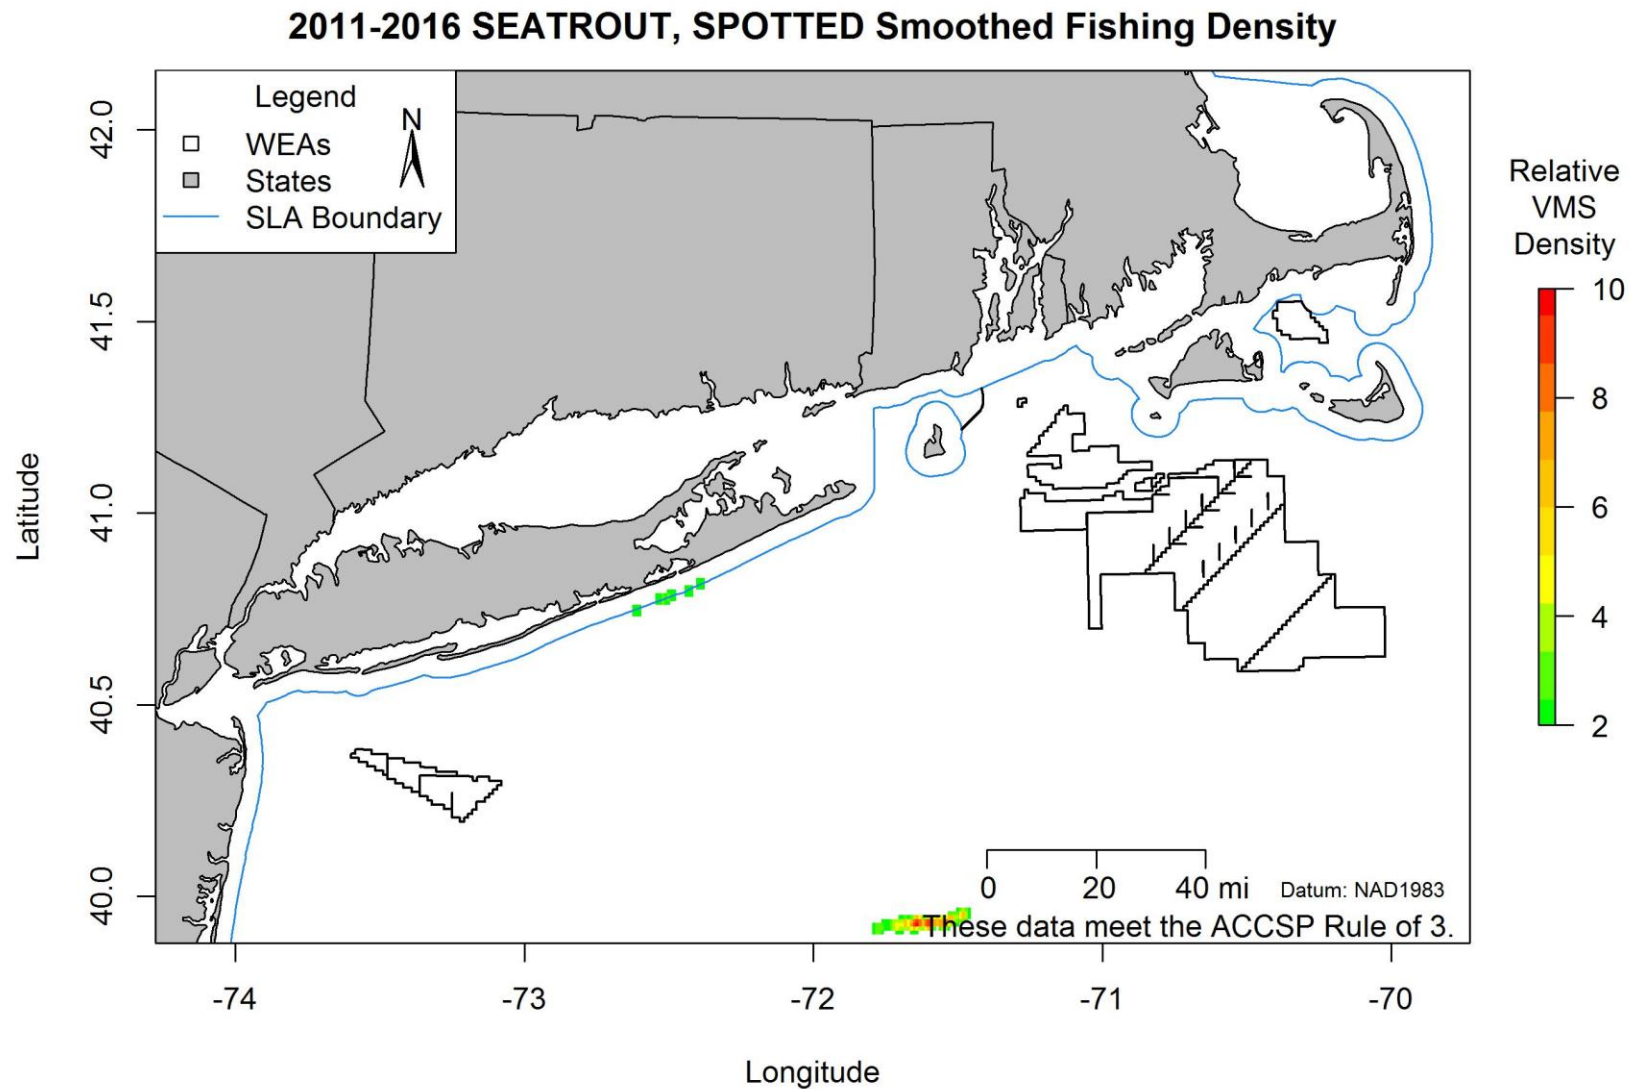 2011-2016 SEATROUT, SPOTTED Smoothed Fishing Density
Legend
N
WEAs
States
SLA Boundary
Relative
VMS
Density
10
8
6
4
2
Latitude
42.0
41.5
41.0
40.5
40.0
0 20 40 mi
Datum: NAD1983
These data meet the ACCSP Rule of 3.
-74 -73 -72 -71 -70
Longitude